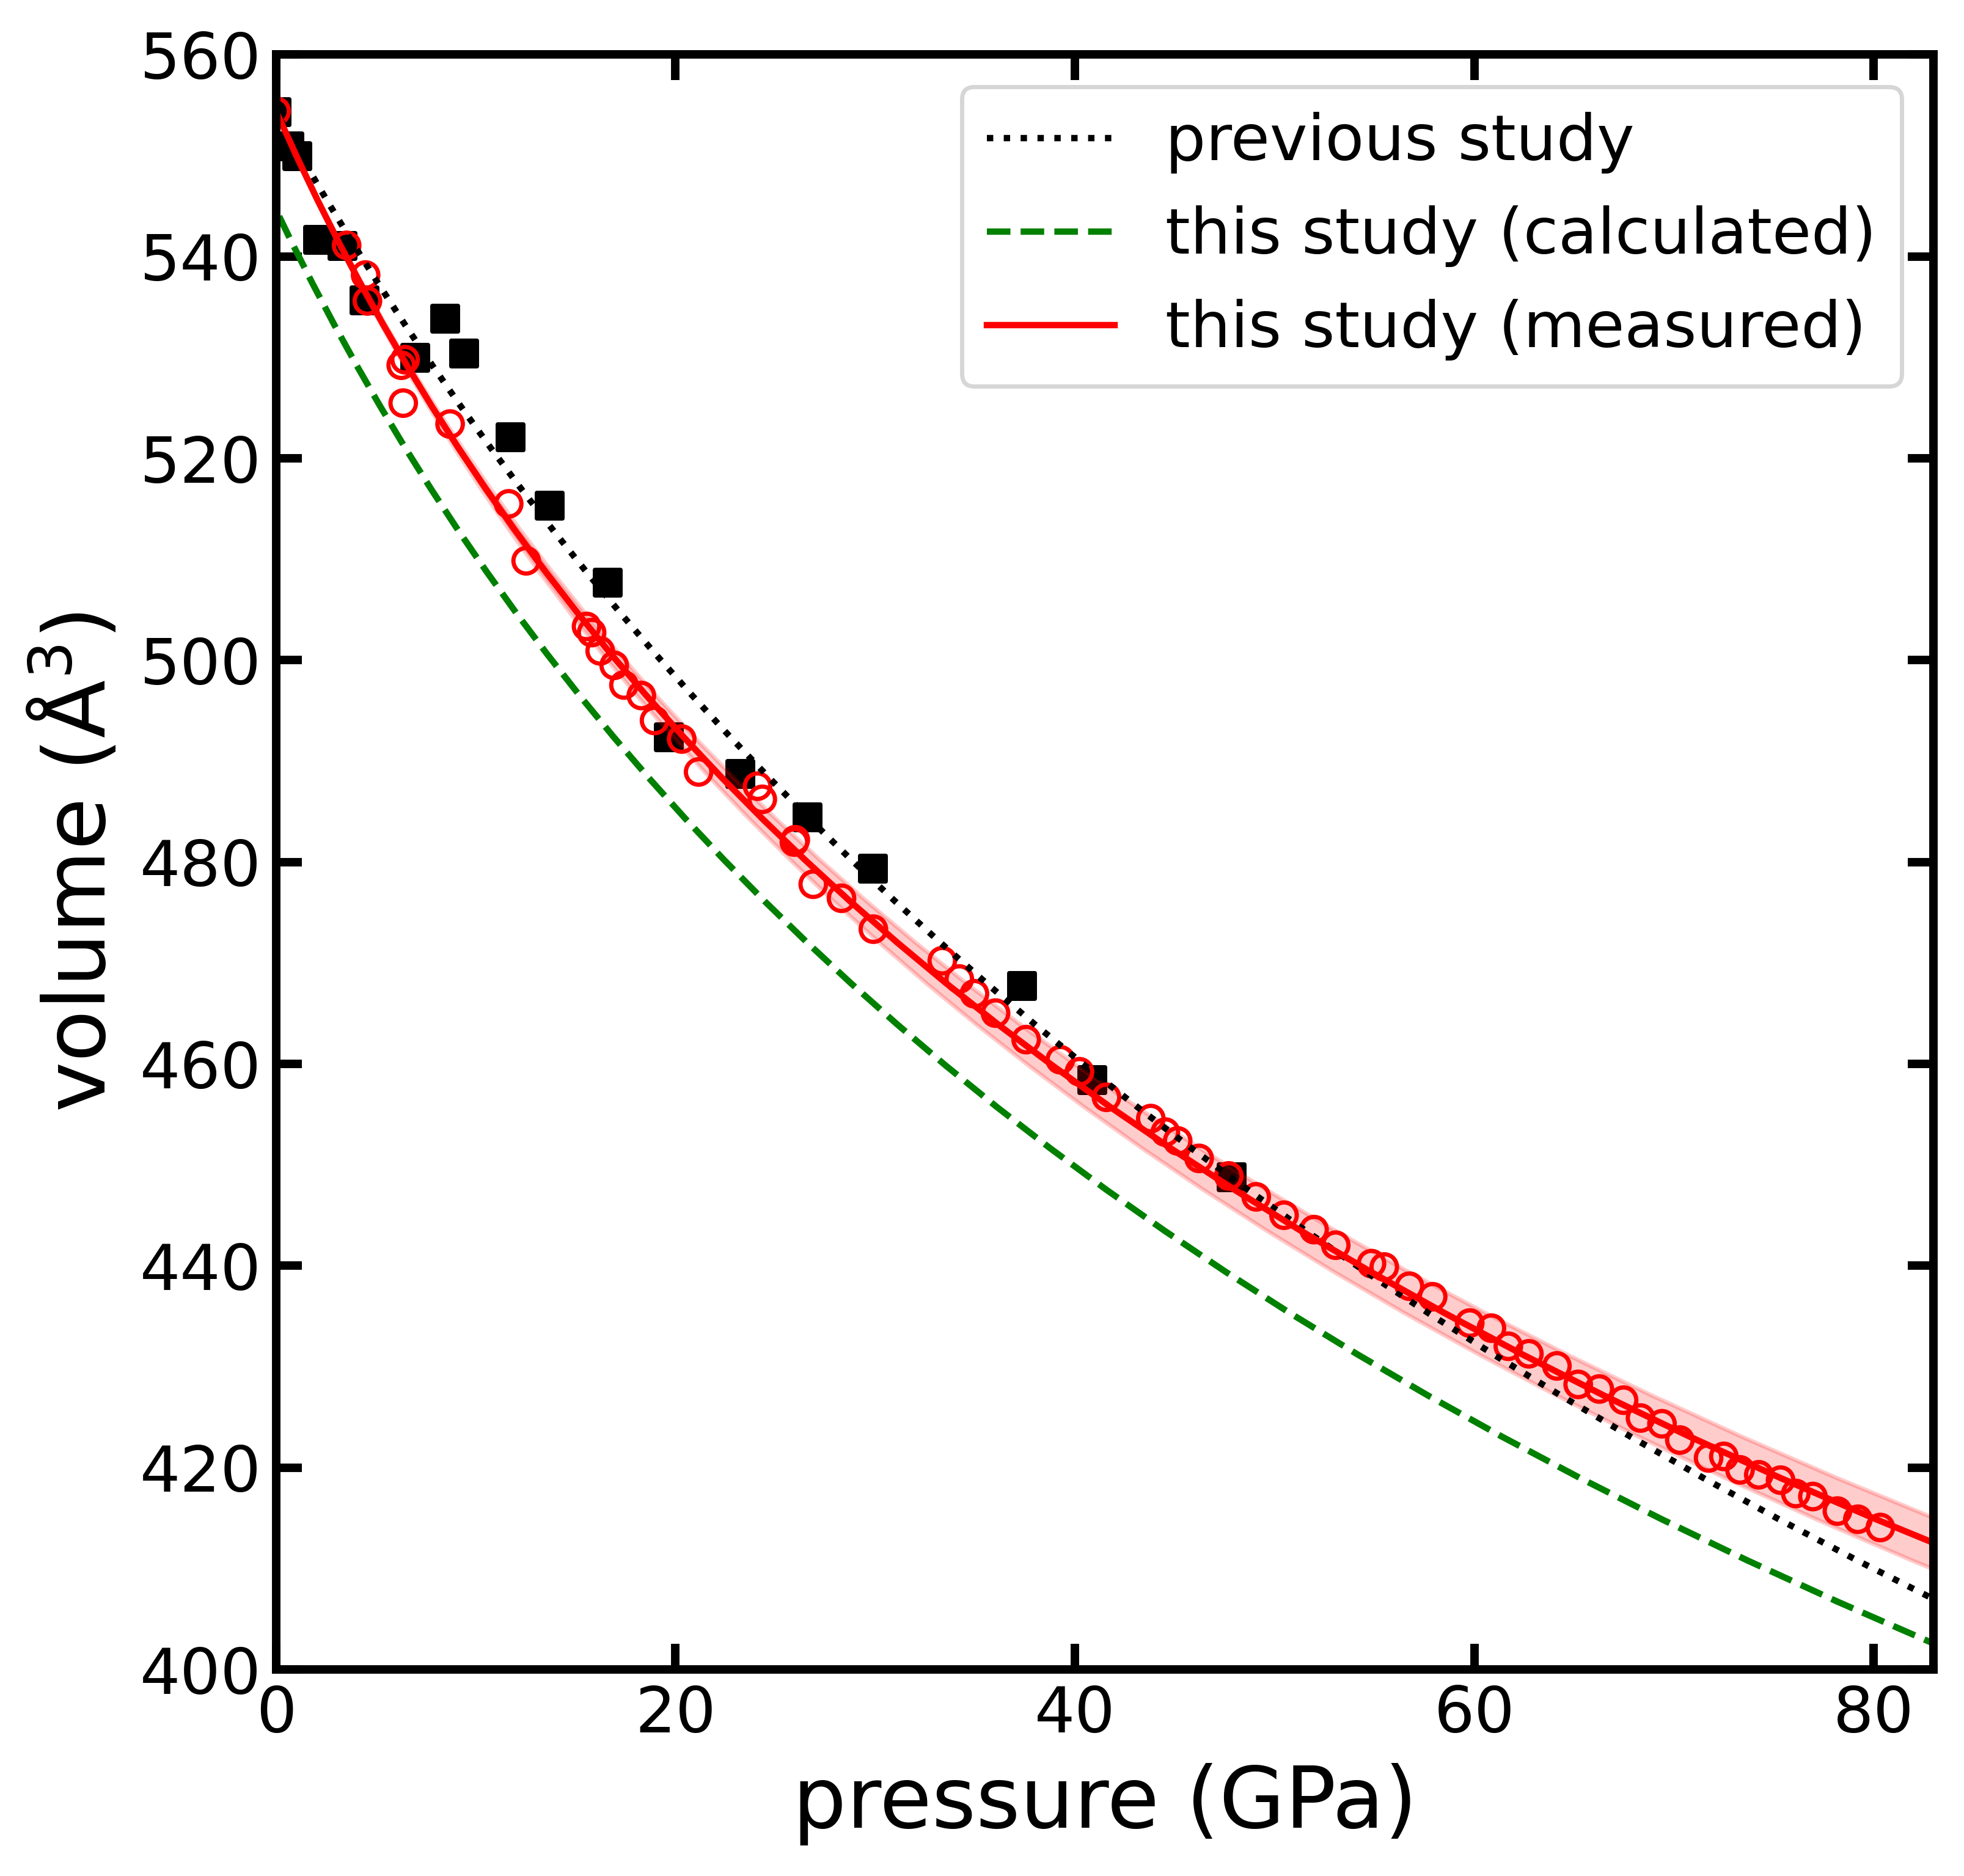 560
540
520
500
480
460
440
420
400
volume (Å³)
previous study
this study (calculated)
this study (measured)
0 20 40 60 80
pressure (GPa)